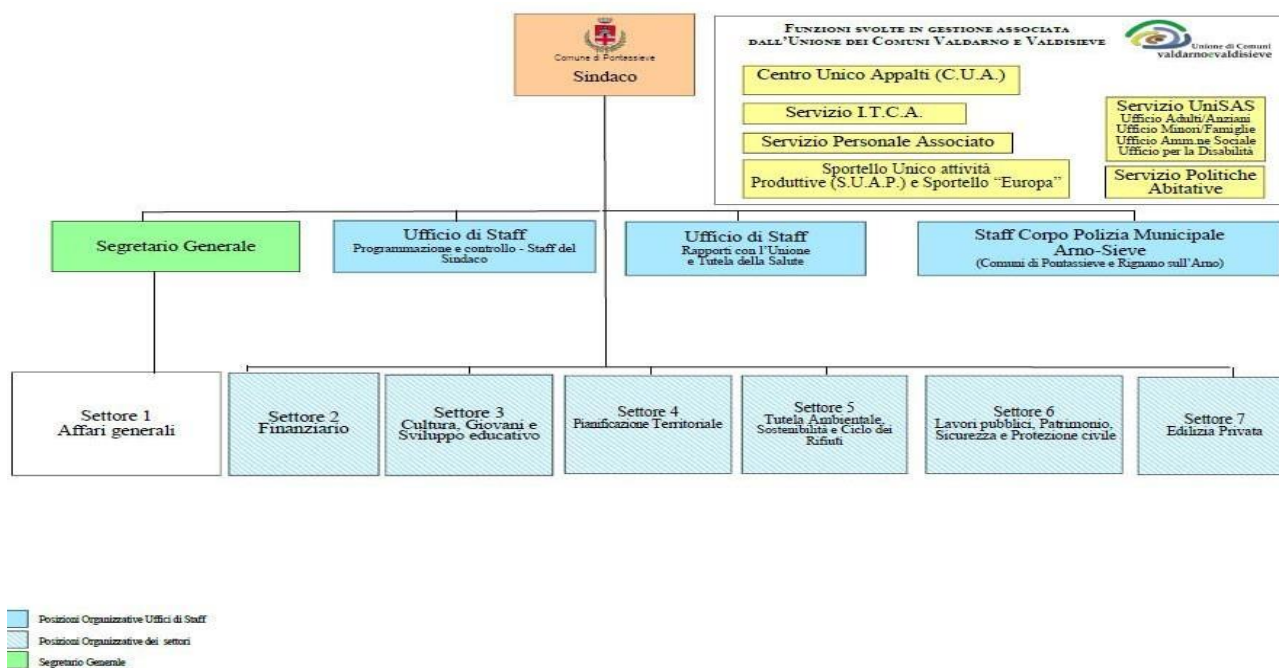 Comune di Pontassieve
Sindaco
FUNZIONI SVOLTE IN GESTIONE ASSOCIATA
DALL'UNIONE DEI COMUNI VALDARNO E VALDISIEVE
Unione di Comuni
valdarnoevaldisieve
Centro Unico Appalti (C.U.A.)
Servizio I.T.C.A.
Servizio Personale Associato
Sportello Unico attività
Produttive (S.U.A.P.) e Sportello "Europa"
Servizio UniSAS
Ufficio Adulti/Anziani
Ufficio Minori/Famiglie
Ufficio Amm.ne Sociale
Ufficio per la Disabilità
Servizio Politiche
Abitative
Segretario Generale
Ufficio di Staff
Programmazione e controllo - Staff del
Sindaco
Ufficio di Staff
Rapporti con l'Unione
e Tutela della Salute
Staff Corpo Polizia Municipale
Arno-Sieve
(Comuni di Pontassieve e Rignano sull'Arno)
Settore 1
Affari generali
Settore 2
Finanziario
Settore 3
Cultura, Giovani e
Sviluppo educativo
Settore 4
Pianificazione Territoriale
Settore 5
Tutela Ambientale,
Sostenibilità e Ciclo dei
Rifiuti
Settore 6
Lavori pubblici, Patrimonio,
Sicurezza e Protezione civile
Settore 7
Edilizia Privata
Posizioni Organizzative Uffici di Staff
Posizioni Organizzative dei settori
Segretario Generale